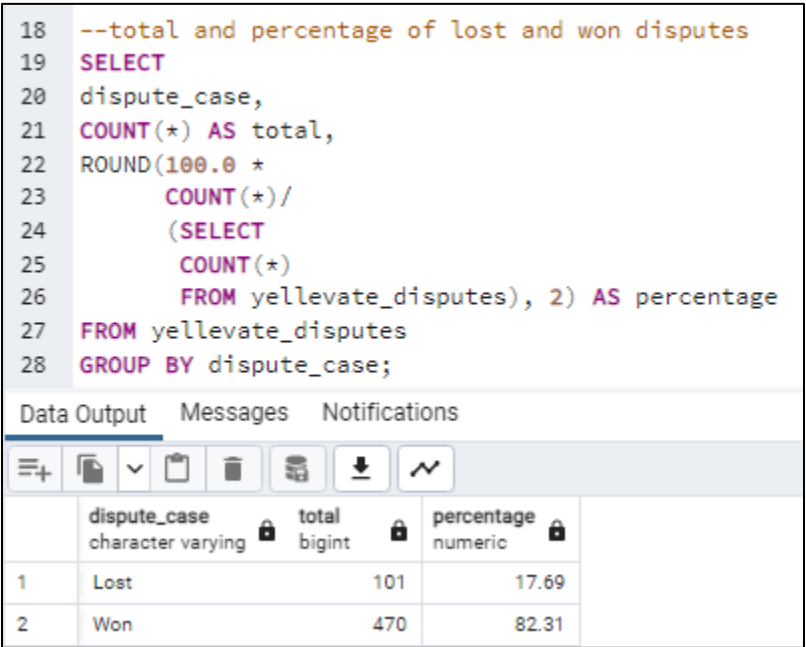 18 --total and percentage of lost and won disputes
19 SELECT
20 dispute_case,
21 COUNT(*) AS total,
22 ROUND(100.0 *
23 COUNT(*)/
24 (SELECT
25 COUNT(*)
26 FROM yellevate_disputes), 2) AS percentage
27 FROM yellevate_disputes
28 GROUP BY dispute_case;
Data Output Messages Notifications
dispute_case total percentage
character varying bigint numeric
1 Lost 101 17.69
2 Won 470 82.31